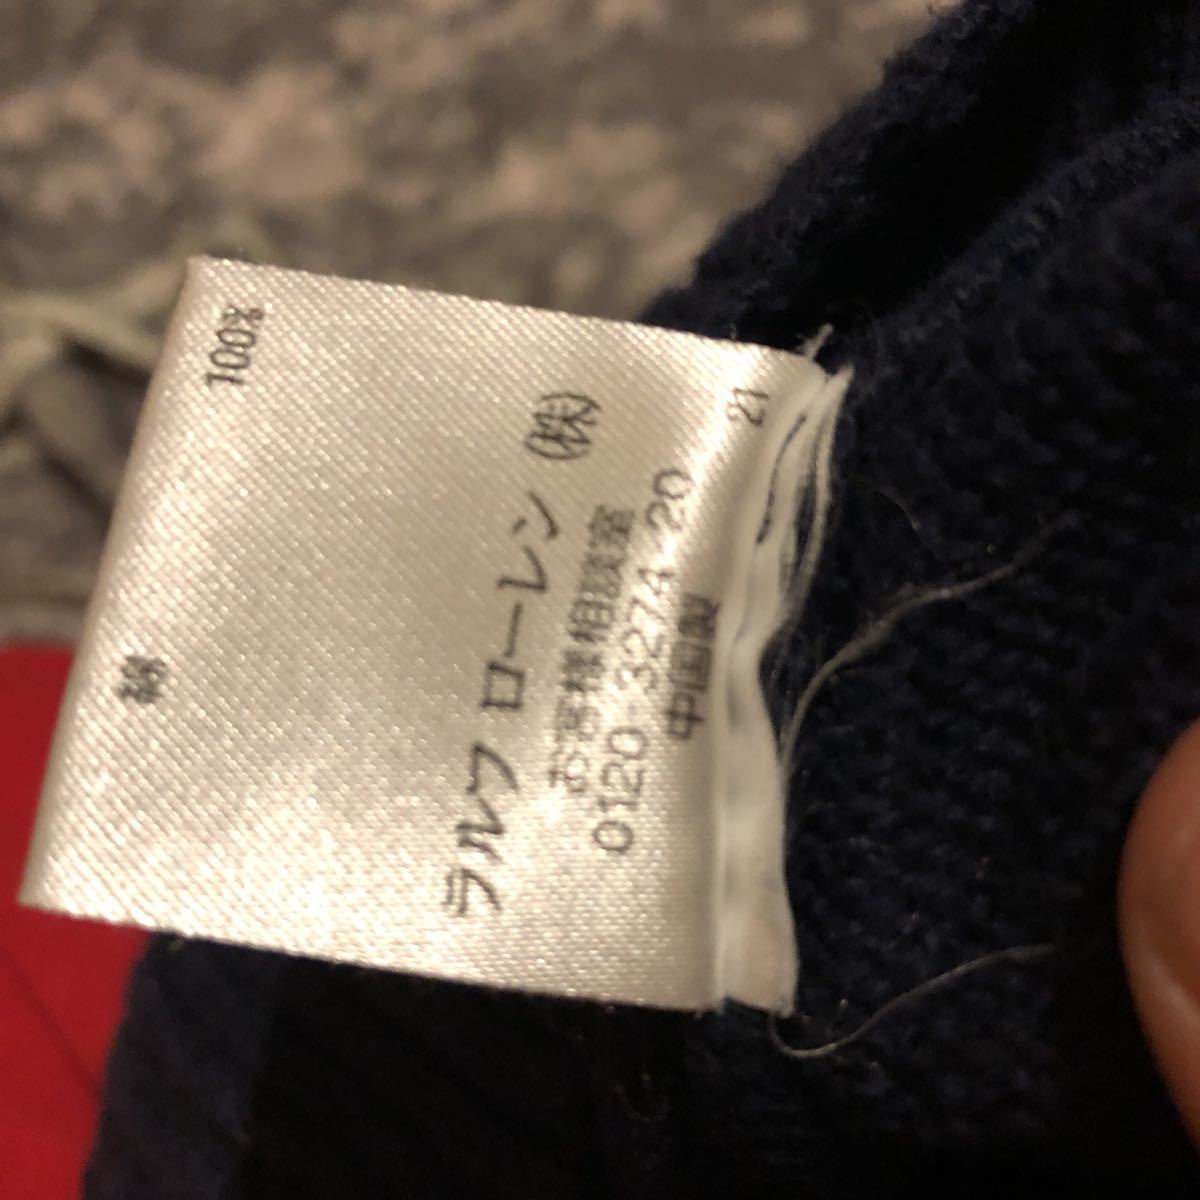 綿 100%
ラルフ ローレン (株)
お客様相談室
0120-3274-20
中国製
21